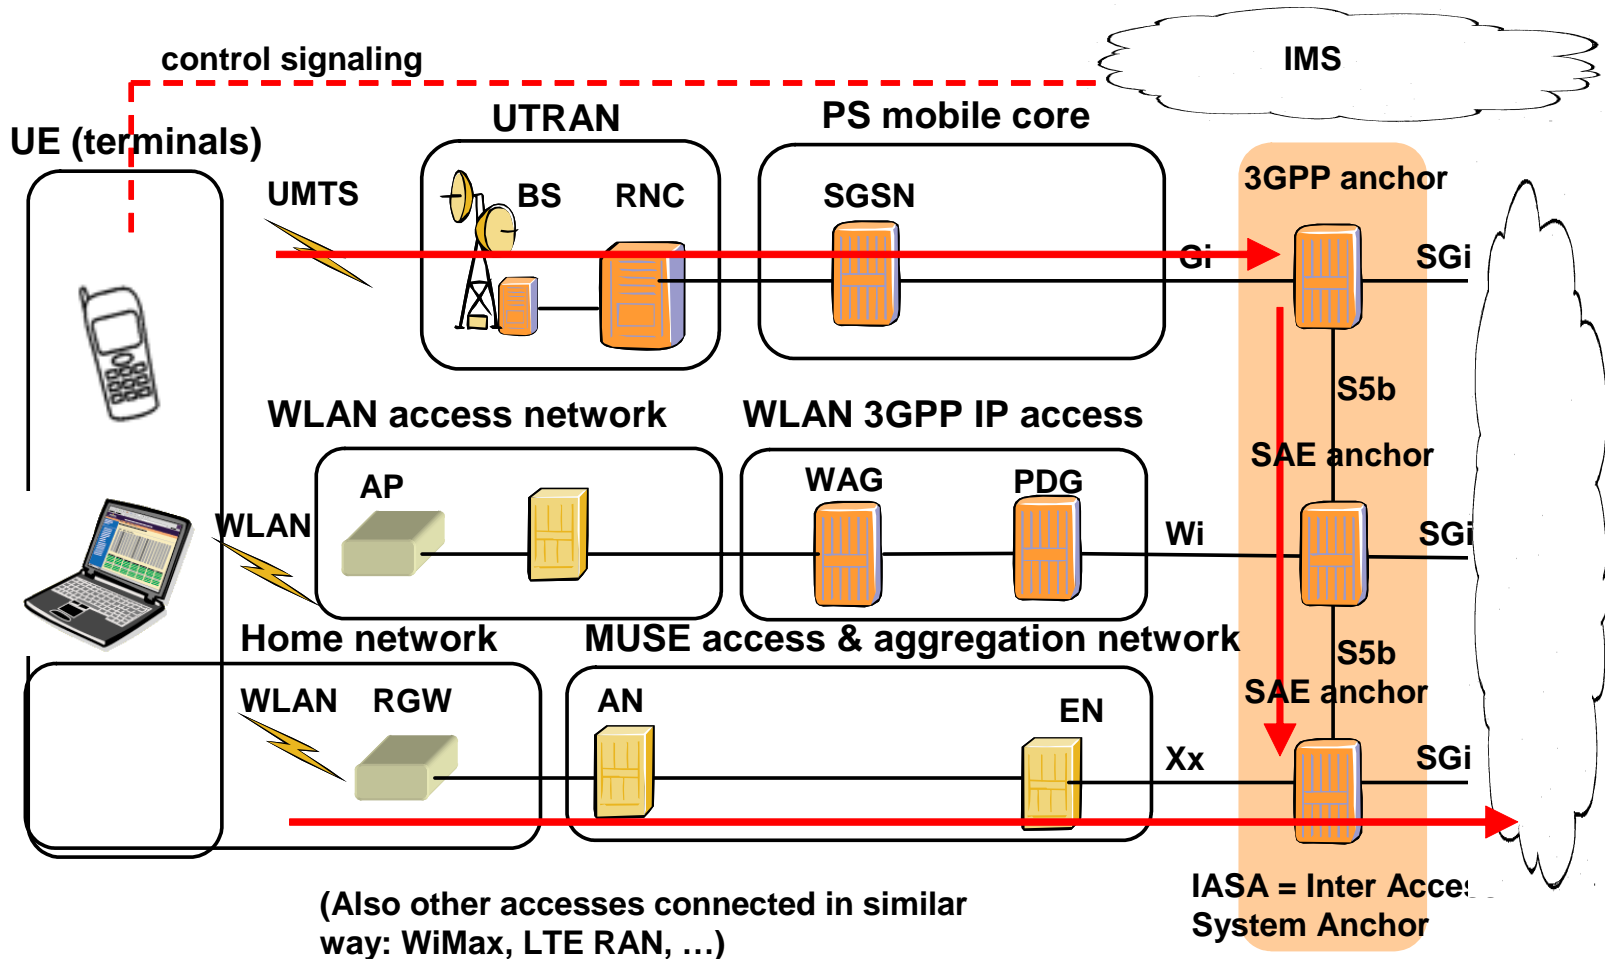 control signaling
IMS
UTRAN
PS mobile core
UE (terminals)
UMTS
BS
RNC
SGSN
3GPP anchor
Gi
SGi
S5b
WLAN access network
WLAN 3GPP IP access
SAE anchor
AP
WAG
PDG
WLAN
Wi
SGi
Home network
MUSE access & aggregation network
S5b
WLAN
RGW
AN
EN
SAE anchor
Xx
SGi
(Also other accesses connected in similar
way: WiMax, LTE RAN, …)
IASA = Inter Acces
System Anchor